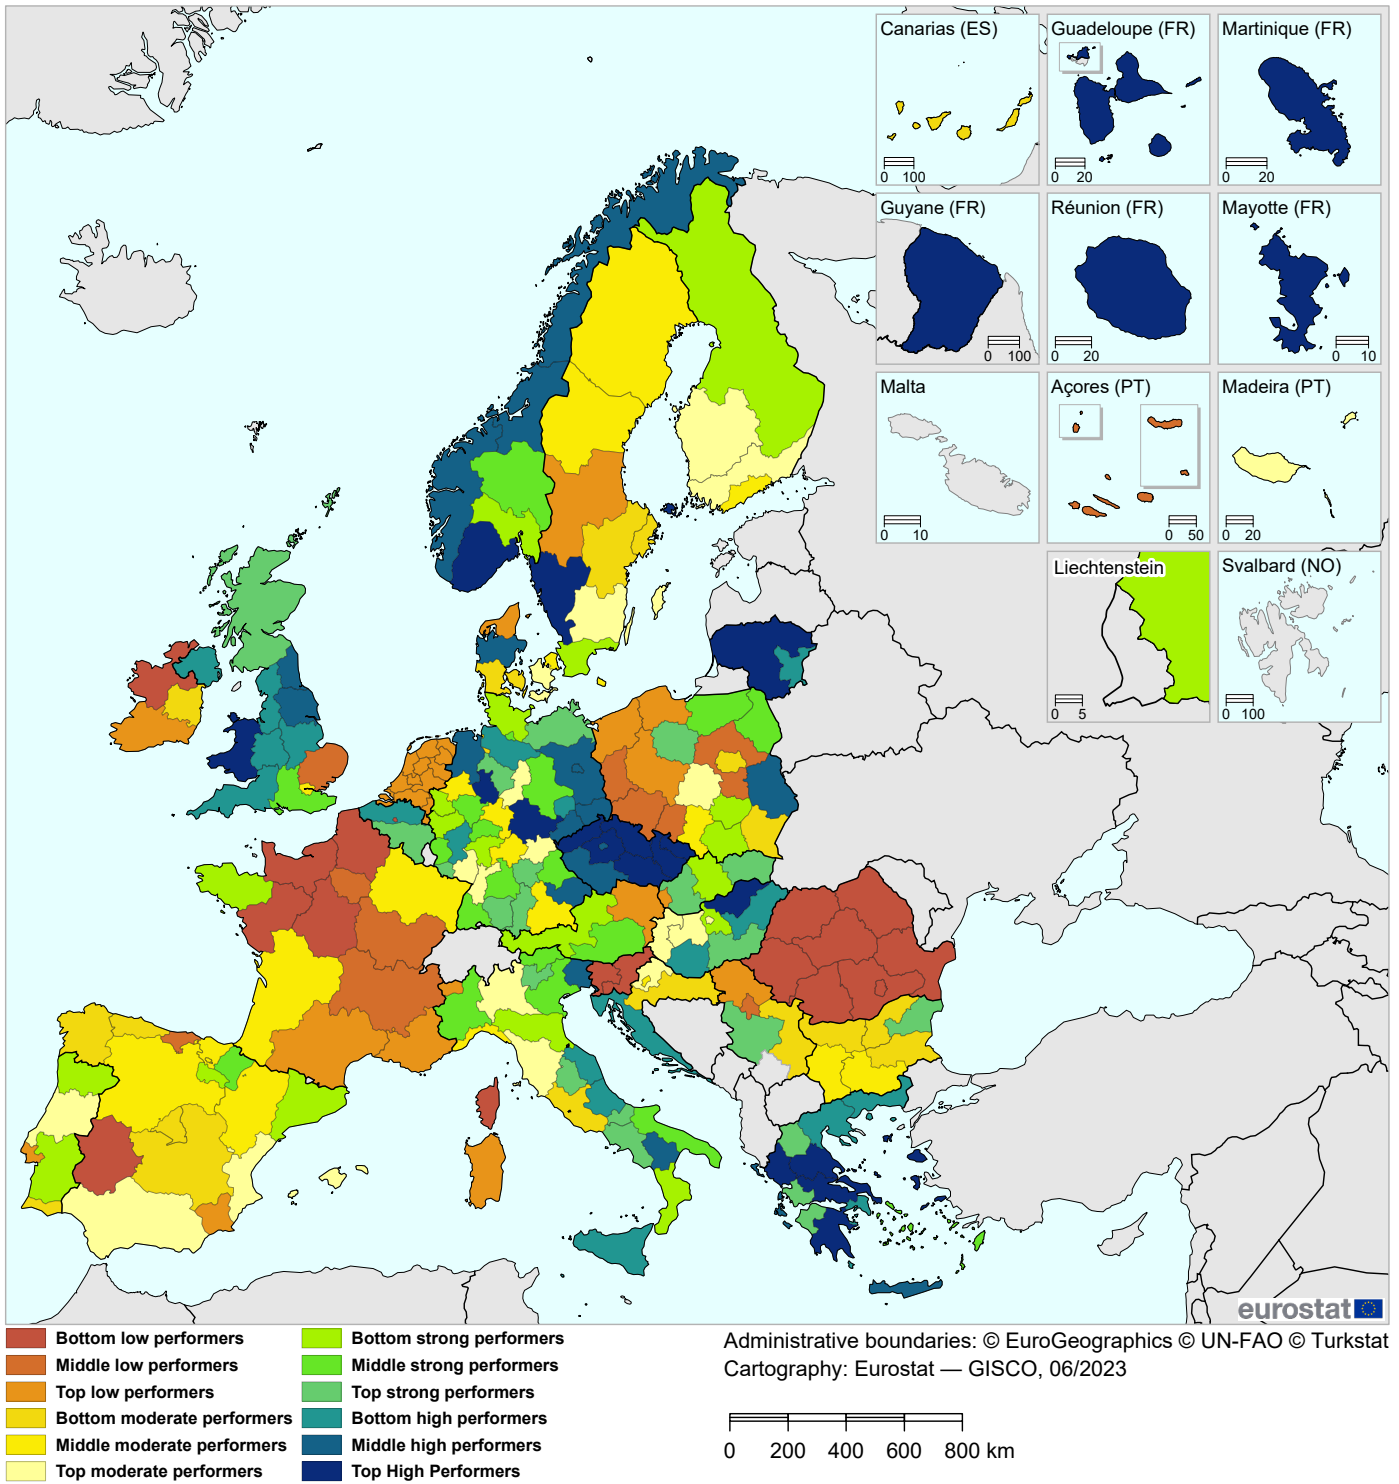 Canarias (ES)
0 100
Guadeloupe (FR)
0 20
Martinique (FR)
0 20
Guyane (FR)
0 100
Réunion (FR)
0 20
Mayotte (FR)
0 10
Malta
0 10
Açores (PT)
0 50
Madeira (PT)
0 20
Liechtenstein
0 5
Svalbard (NO)
0 100
eurostat
Bottom low performers
Middle low performers
Top low performers
Bottom moderate performers
Middle moderate performers
Top moderate performers
Bottom strong performers
Middle strong performers
Top strong performers
Bottom high performers
Middle high performers
Top High Performers
Administrative boundaries: © EuroGeographics © UN-FAO © Turkstat
Cartography: Eurostat — GISCO, 06/2023
0 200 400 600 800 km